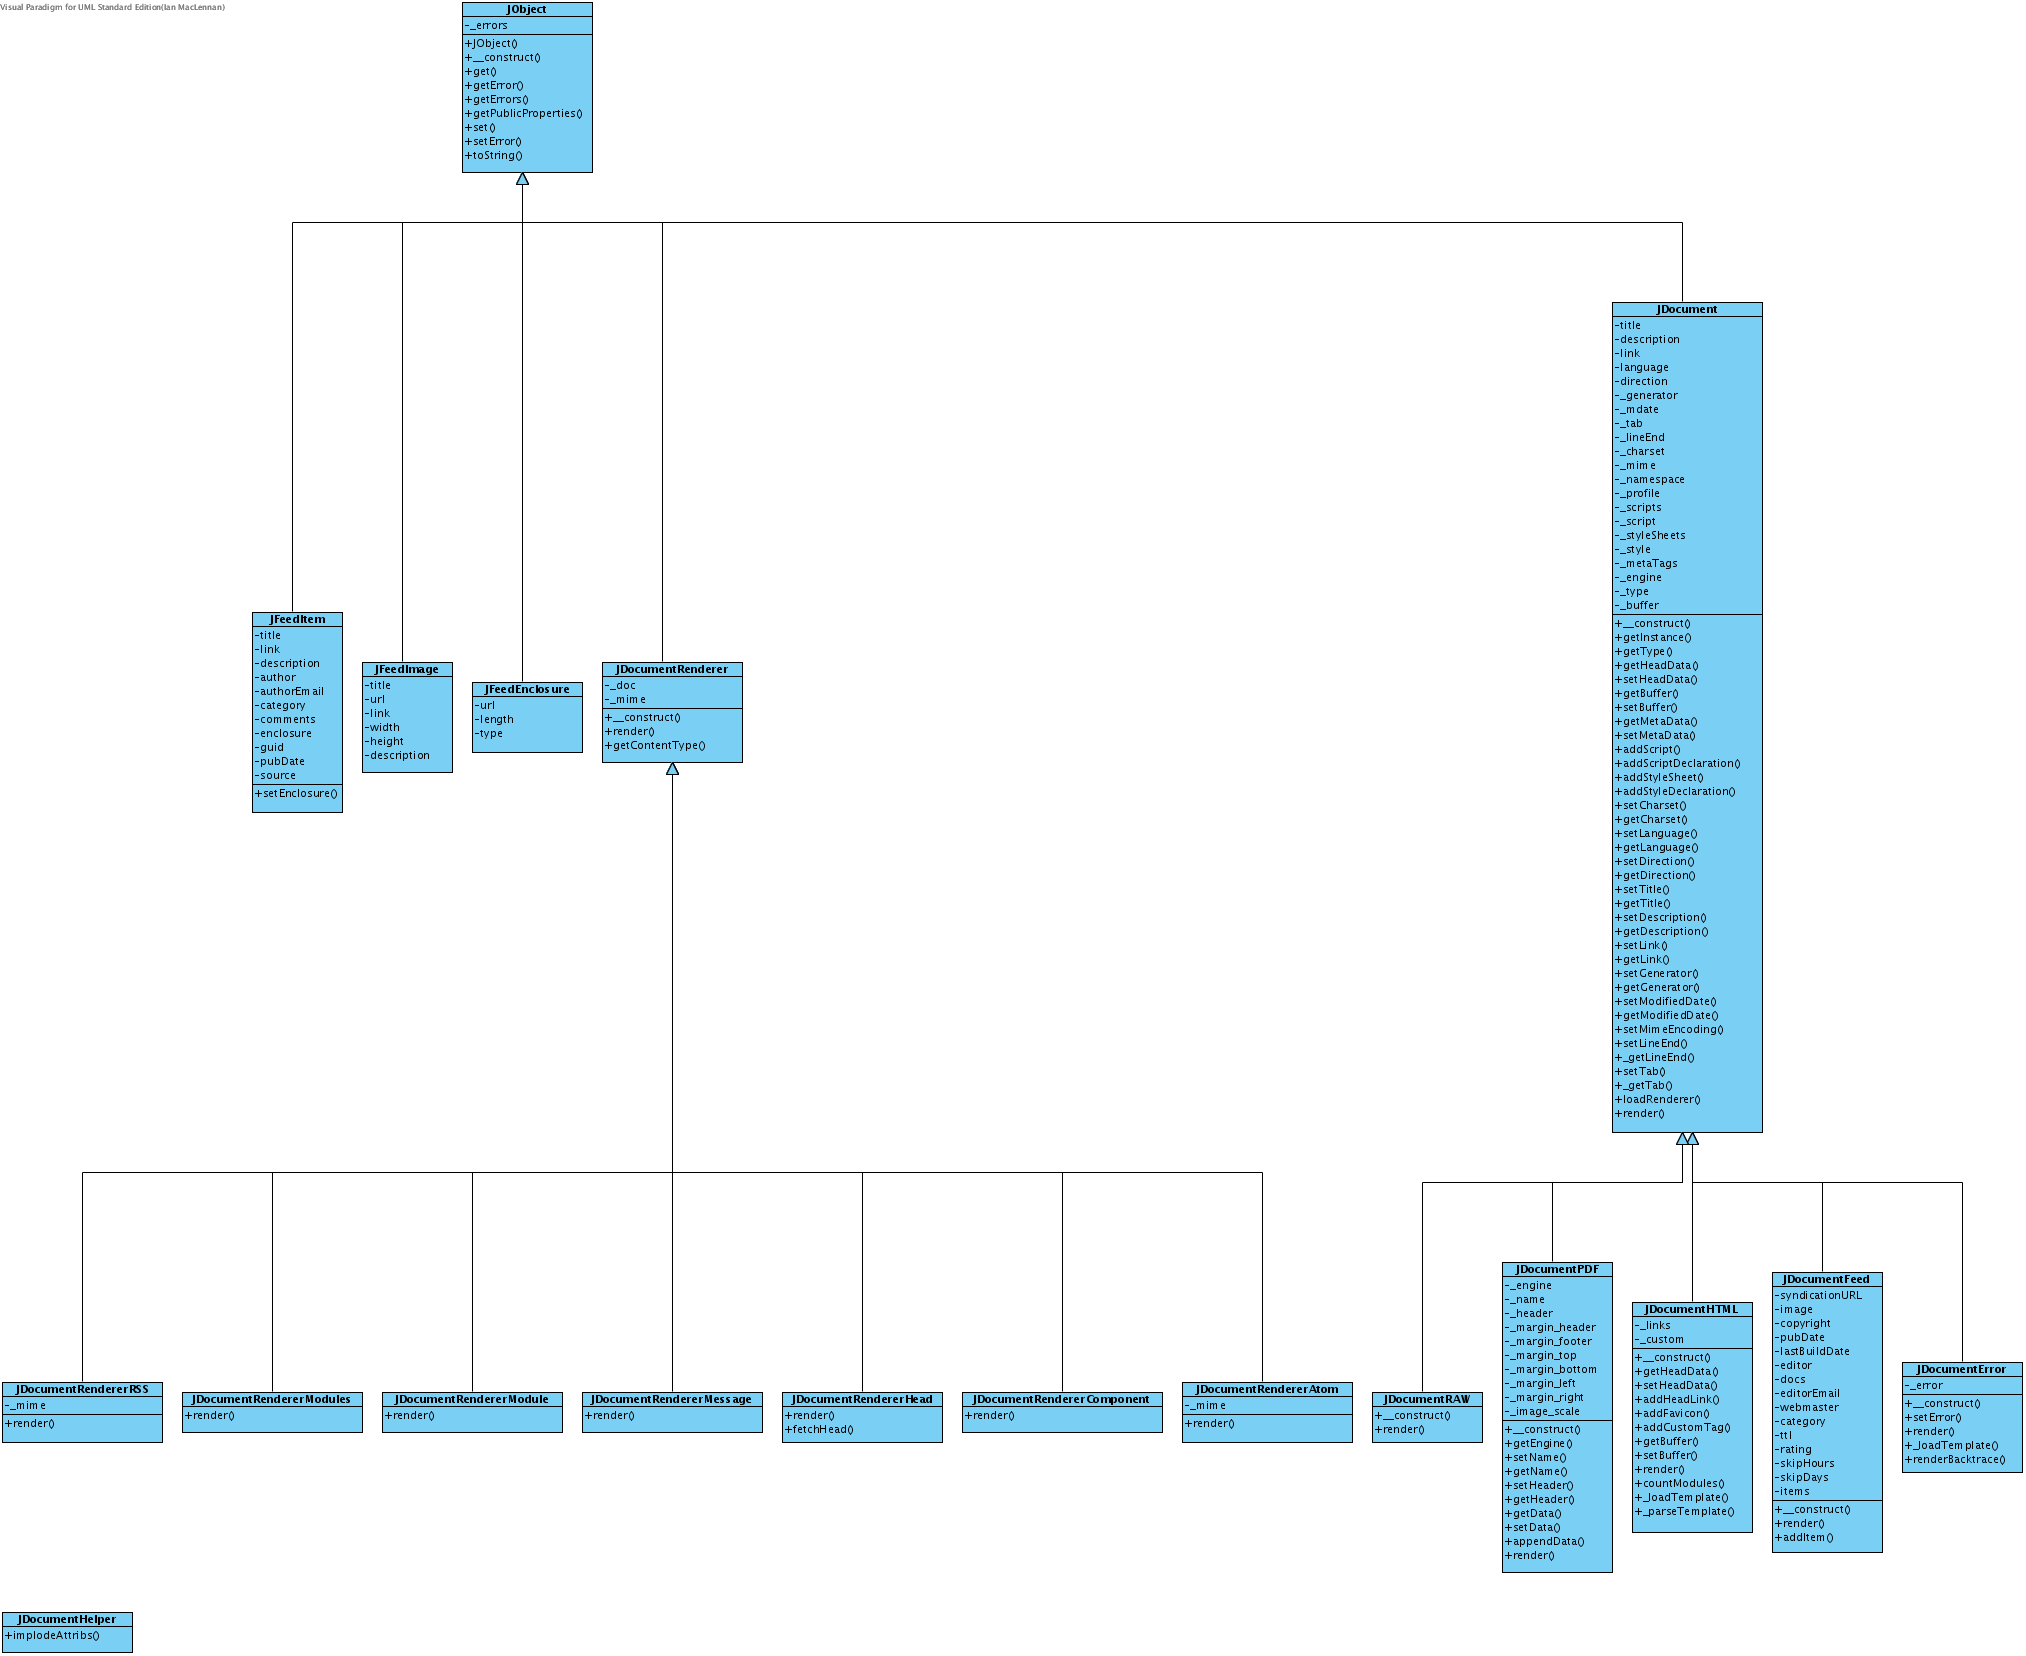 Visual Paradigm for UML Standard Edition(Ian MacLennan)
JObject
-_errors
+JObject()
+__construct()
+get()
+getError()
+getErrors()
+getPublicProperties()
+set()
+setError()
+toString()
JDocument
-title
-description
-link
-language
-direction
-_generator
-_mdate
-_tab
-_lineEnd
-_charset
-_mime
-_namespace
-_profile
-_scripts
-_script
-_styleSheets
-_style
-_metaTags
-_engine
-_type
-_buffer
+__construct()
+getInstance()
+getType()
+getHeadData()
+setHeadData()
+getBuffer()
+setBuffer()
+getMetaData()
+setMetaData()
+addScript()
+addScriptDeclaration()
+addStyleSheet()
+addStyleDeclaration()
+setCharset()
+getCharset()
+setLanguage()
+getLanguage()
+setDirection()
+getDirection()
+setTitle()
+getTitle()
+setDescription()
+getDescription()
+setLink()
+getLink()
+setGenerator()
+getGenerator()
+setModifiedDate()
+getModifiedDate()
+setMimeEncoding()
+setLineEnd()
+_getLineEnd()
+setTab()
+_getTab()
+loadRenderer()
+render()
JFeedItem
-title
-link
-description
-author
-authorEmail
-category
-comments
-enclosure
-guid
-pubDate
-source
+setEnclosure()
JFeedImage
-title
-url
-link
-width
-height
-description
JFeedEnclosure
-url
-length
-type
JDocumentRenderer
-_doc
-_mime
+__construct()
+render()
+getContentType()
JDocumentRendererRSS
-_mime
+render()
JDocumentRendererModules
+render()
JDocumentRendererModule
+render()
JDocumentRendererMessage
+render()
JDocumentRendererHead
+render()
+fetchHead()
JDocumentRendererComponent
+render()
JDocumentRendererAtom
-_mime
+render()
JDocumentRAW
+__construct()
+render()
JDocumentPDF
-_engine
-_name
-_header
-_margin_header
-_margin_footer
-_margin_top
-_margin_bottom
-_margin_left
-_margin_right
-_image_scale
+__construct()
+getEngine()
+setName()
+getName()
+setHeader()
+getHeader()
+getData()
+setData()
+appendData()
+render()
JDocumentHTML
-_links
-_custom
+__construct()
+getHeadData()
+setHeadData()
+addHeadLink()
+addFavicon()
+addCustomTag()
+getBuffer()
+setBuffer()
+render()
+countModules()
+_loadTemplate()
+_parseTemplate()
JDocumentFeed
-syndicationURL
-image
-copyright
-pubDate
-lastBuildDate
-editor
-docs
-editorEmail
-webmaster
-category
-ttl
-rating
-skipHours
-skipDays
-items
+__construct()
+render()
+addItem()
JDocumentError
-_error
+__construct()
+setError()
+render()
+_loadTemplate()
+renderBacktrace()
JDocumentHelper
+implodeAttribs()